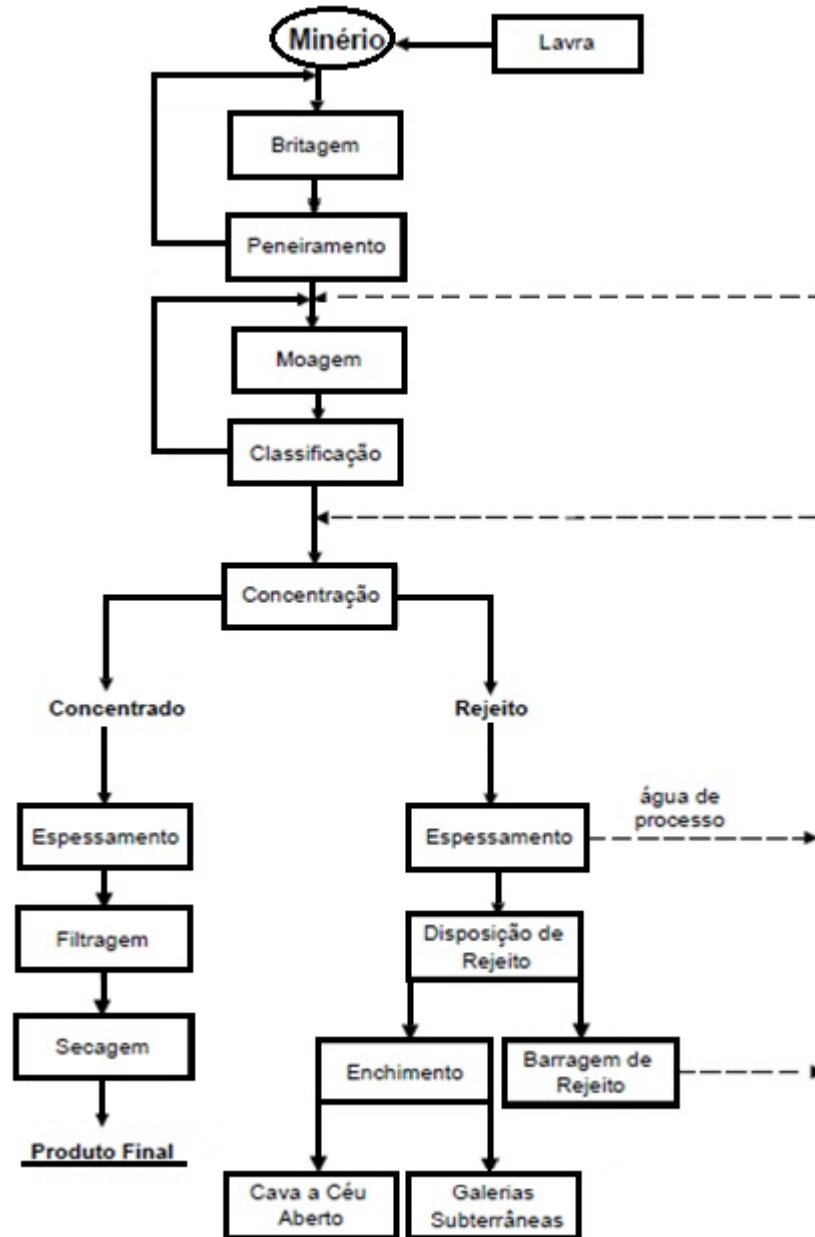 Minério
Lavra
Britagem
Peneiramento
Moagem
Classificação
Concentração
Concentrado
Rejeito
água de
processo
Espessamento
Espessamento
Filtragem
Disposição de
Rejeito
Secagem
Enchimento
Barragem de
Rejeito
Produto Final
Cava a Céu
Aberto
Galerias
Subterrâneas